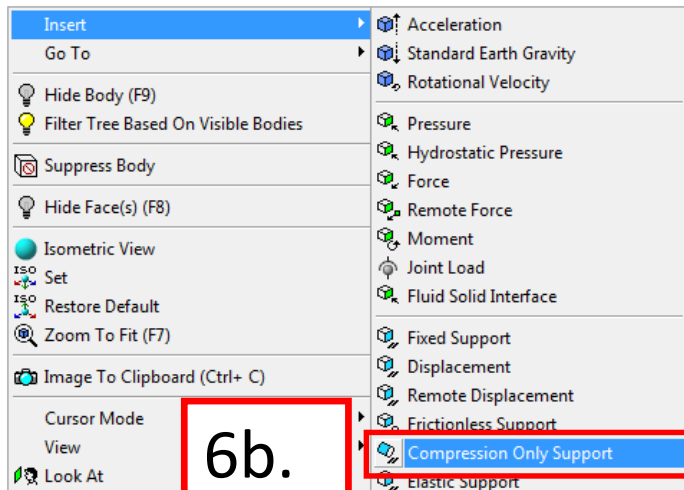 Insert
Go To
Hide Body (F9)
Filter Tree Based On Visible Bodies
Suppress Body
Hide Face(s) (F8)
Isometric View
ISO Set
ISO Restore Default
Zoom To Fit (F7)
Image To Clipboard (Ctrl+ C)
Cursor Mode
View
Look At
6b.
Acceleration
Standard Earth Gravity
Rotational Velocity
Pressure
Hydrostatic Pressure
Force
Remote Force
Moment
Joint Load
Fluid Solid Interface
Fixed Support
Displacement
Remote Displacement
Frictionless Support
Compression Only Support
Elastic Support